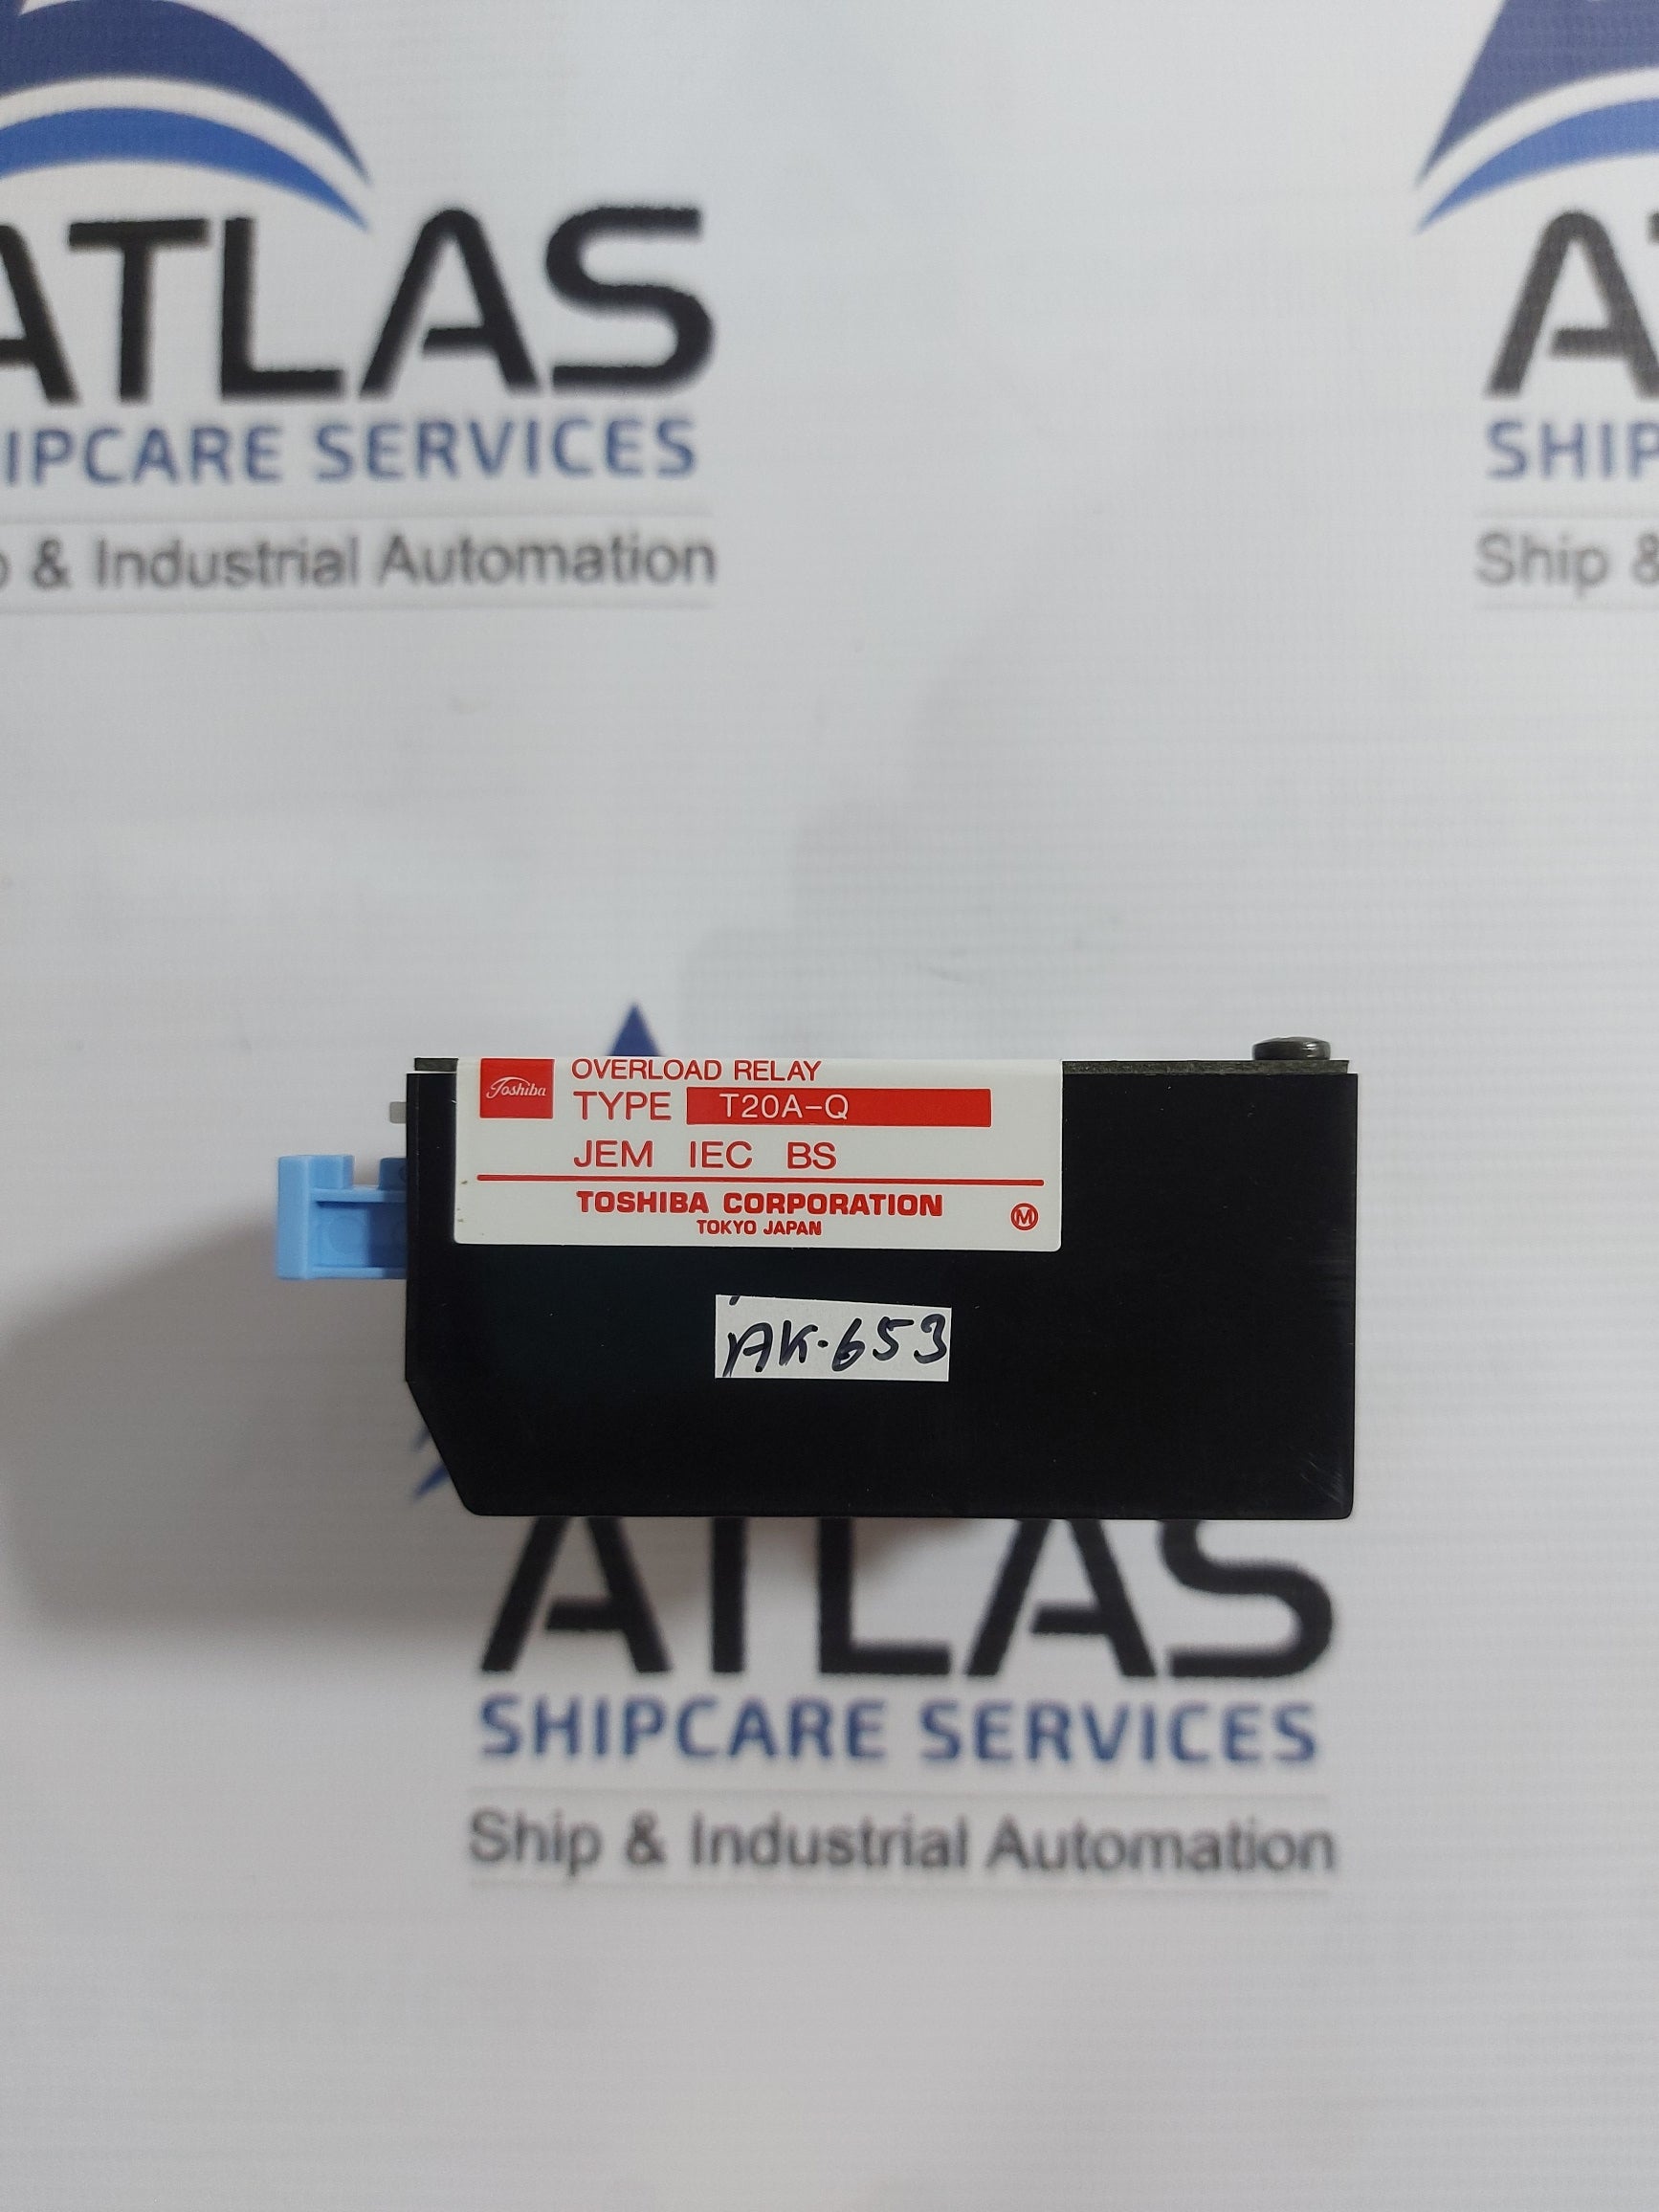 ATLAS
IPCARE SERVICES
& Industrial Automation
SHIP
Ship &
Toshiba
OVERLOAD RELAY
TYPE T20A-Q
JEM IEC BS
TOSHIBA CORPORATION
TOKYO JAPAN
M
AK-653
ATLAS
SHIPCARE SERVICES
Ship & Industrial Automation